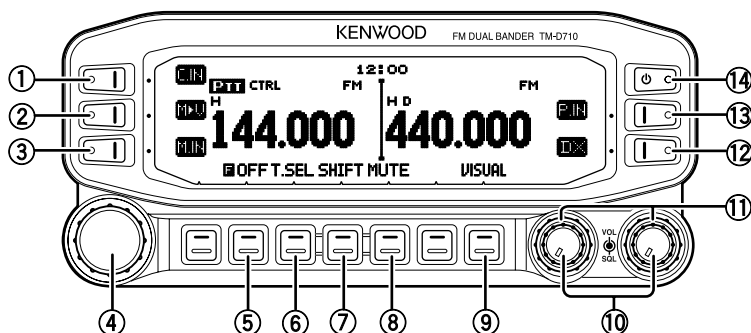 KENWOOD FM DUAL BANDER TM-D710
① C.IN 12:00 ⑭
PTT CTRL FM FM
② M▶V H 144.000 H D 440.000 P.IN ⑬
③ M.IN DX ⑫
F OFF T.SEL SHIFT MUTE VISUAL
⑪
VOL
SQL
④ ⑤ ⑥ ⑦ ⑧ ⑨ ⑩